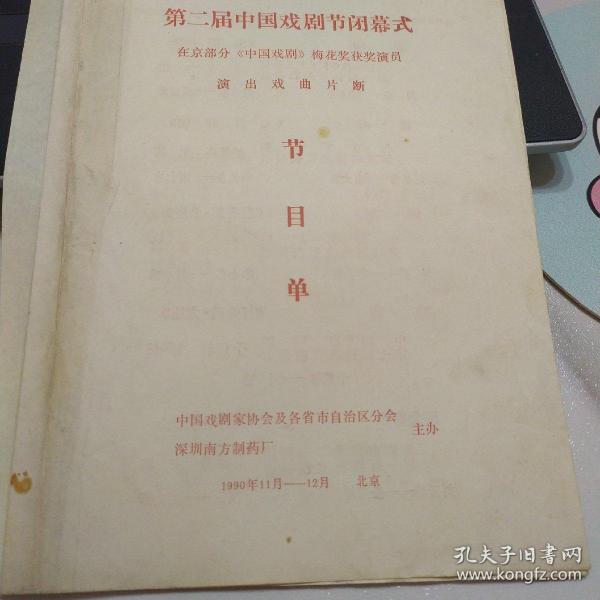 第二届中国戏剧节闭幕式
在京部分《中国戏剧》梅花奖获奖演员
演出戏曲片断
节
目
单
中国戏剧家协会及各省市自治区分会
深圳南方制药厂
主办
1990年11月——12月 北京
孔夫子旧书网
www.kongfz.com